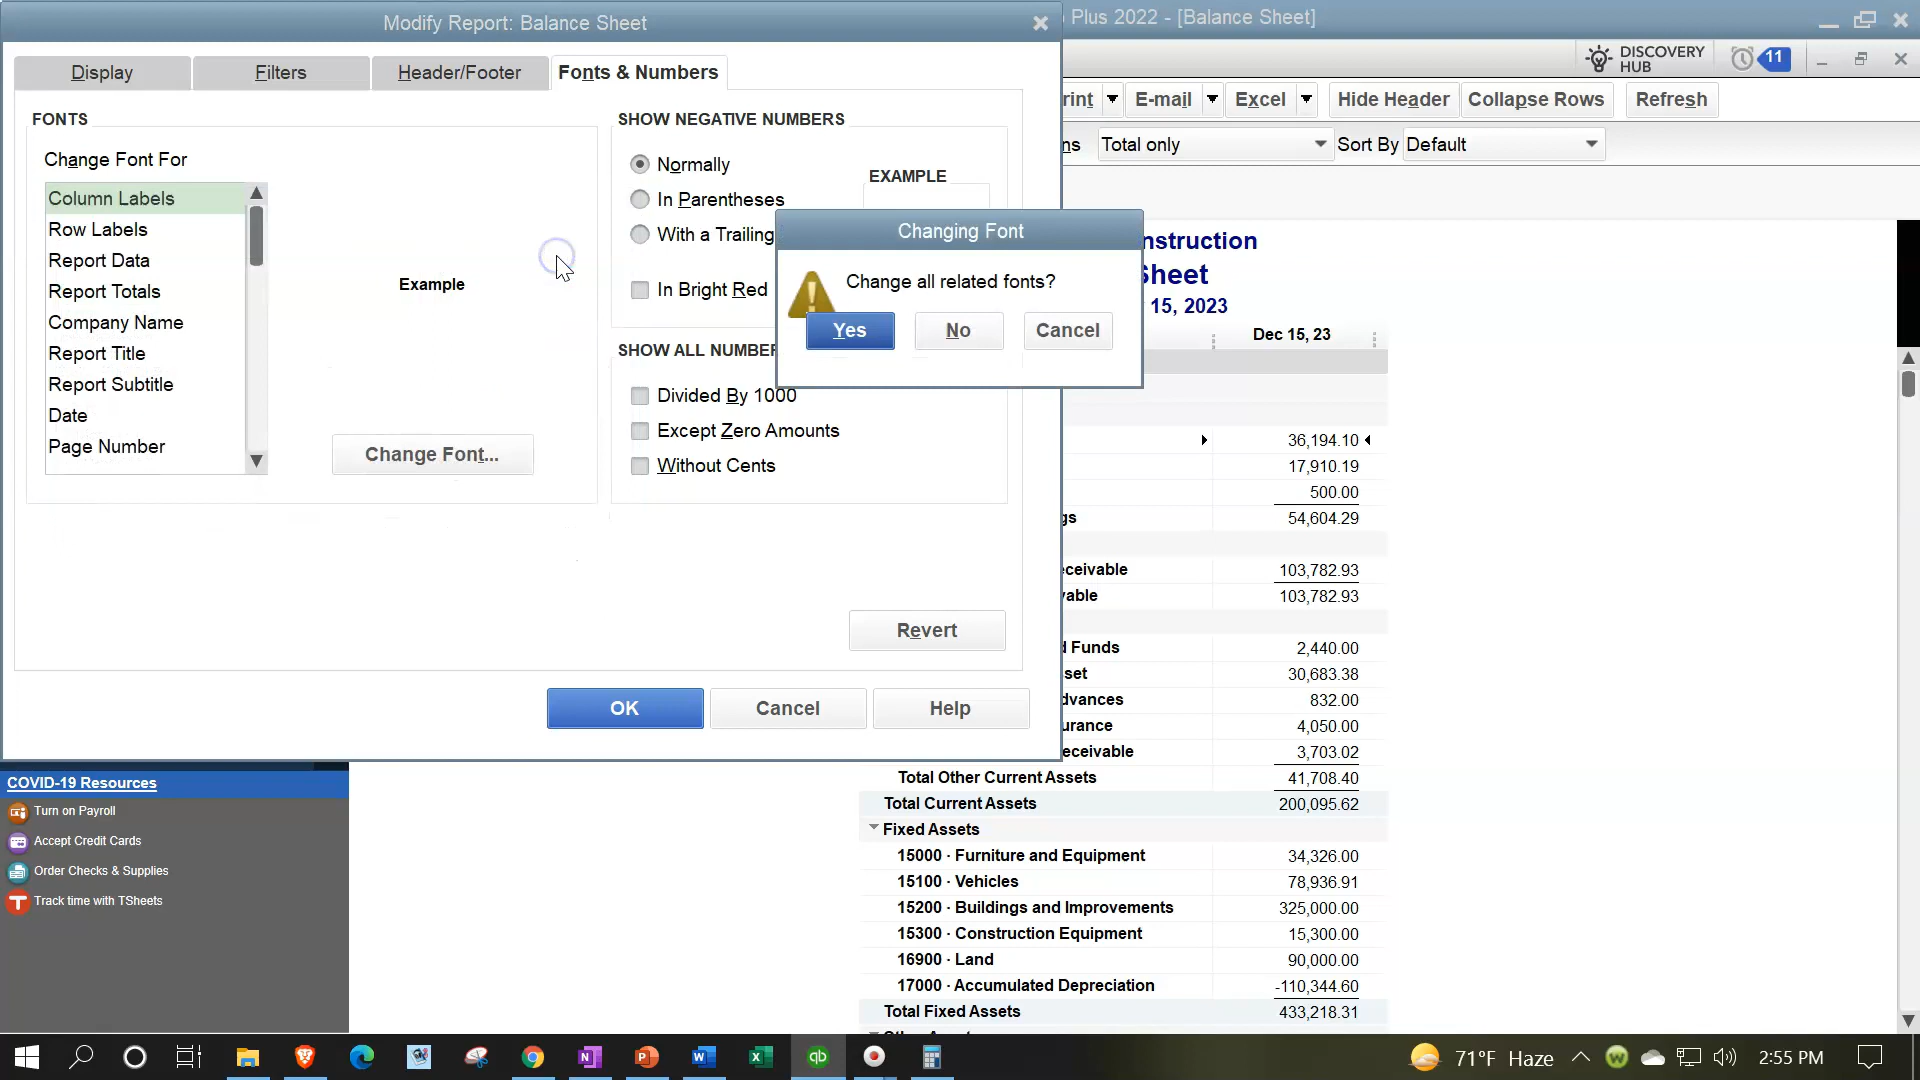 Modify Report: Balance Sheet
Plus 2022 - [Balance Sheet]
DISCOVERY
HUB
11
Display
Filters
Header/Footer
Fonts & Numbers
rint
E-mail
Excel
Hide Header
Collapse Rows
Refresh
ns
Total only
Sort By
Default
FONTS
Change Font For
Column Labels
Row Labels
Report Data
Report Totals
Company Name
Report Title
Report Subtitle
Date
Page Number
Example
Change Font...
SHOW NEGATIVE NUMBERS
Normally
In Parentheses
With a Trailing
In Bright Red
EXAMPLE
SHOW ALL NUMBER
Divided By 1000
Except Zero Amounts
Without Cents
Changing Font
Change all related fonts?
Yes
No
Cancel
Revert
OK
Cancel
Help
nstruction
Sheet
15, 2023
Dec 15, 23
36,194.10
17,910.19
500.00
gs 54,604.29
eceivable 103,782.93
vable 103,782.93
d Funds 2,440.00
set 30,683.38
dvances 832.00
urance 4,050.00
eceivable 3,703.02
Total Other Current Assets 41,708.40
Total Current Assets 200,095.62
Fixed Assets
15000 · Furniture and Equipment 34,326.00
15100 · Vehicles 78,936.91
15200 · Buildings and Improvements 325,000.00
15300 · Construction Equipment 15,300.00
16900 · Land 90,000.00
17000 · Accumulated Depreciation -110,344.60
Total Fixed Assets 433,218.31
COVID-19 Resources
Turn on Payroll
Accept Credit Cards
Order Checks & Supplies
Track time with TSheets
71°F Haze
2:55 PM